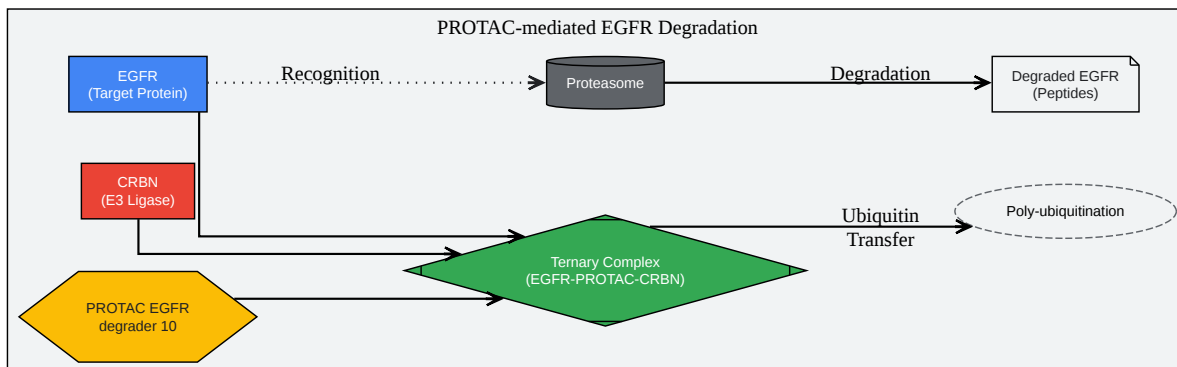 PROTAC-mediated EGFR Degradation
EGFR
(Target Protein)
Recognition
Proteasome
Degradation
Degraded EGFR
(Peptides)
CRBN
(E3 Ligase)
Ubiquitin
Transfer
Poly-ubiquitination
Ternary Complex
(EGFR-PROTAC-CRBN)
PROTAC EGFR
degrader 10